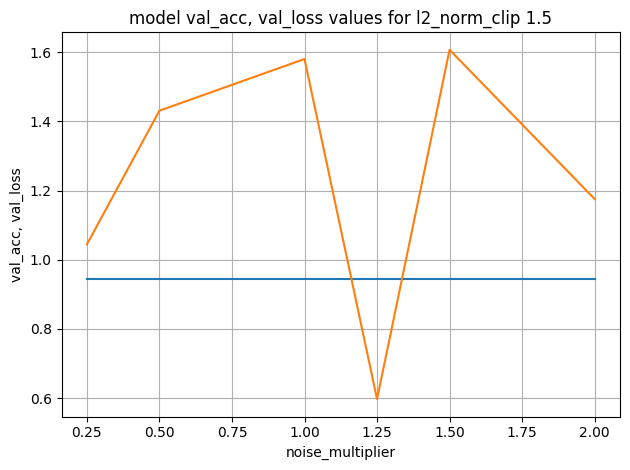 model val_acc, val_loss values for l2_norm_clip 1.5
val_acc, val_loss
1.6
1.4
1.2
1.0
0.8
0.6
0.25 0.50 0.75 1.00 1.25 1.50 1.75 2.00
noise_multiplier